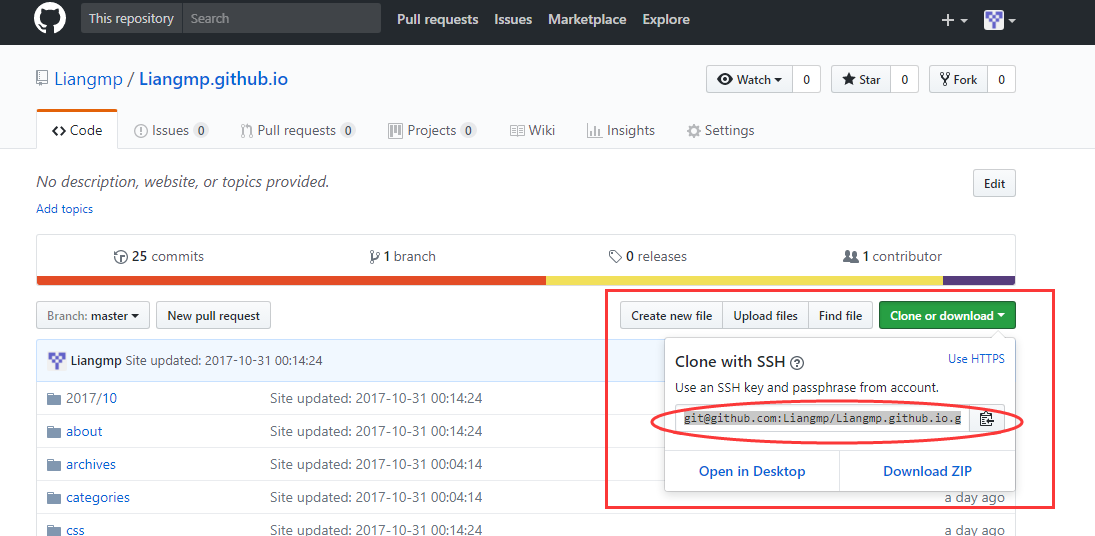 This repository Search Pull requests Issues Marketplace Explore
Liangmp / Liangmp.github.io Watch 0 Star 0 Fork 0
Code Issues 0 Pull requests 0 Projects 0 Wiki Insights Settings
No description, website, or topics provided. Edit
Add topics
25 commits 1 branch 0 releases 1 contributor
Branch: master New pull request Create new file Upload files Find file Clone or download
Liangmp Site updated: 2017-10-31 00:14:24
Clone with SSH ? Use HTTPS
Use an SSH key and passphrase from account.
git@github.com:Liangmp/Liangmp.github.io.g
Open in Desktop Download ZIP
2017/10 Site updated: 2017-10-31 00:14:24
about Site updated: 2017-10-31 00:14:24
archives Site updated: 2017-10-31 00:04:14
categories Site updated: 2017-10-31 00:04:14 a day ago
css Site updated: 2017-10-31 00:14:24 a day ago